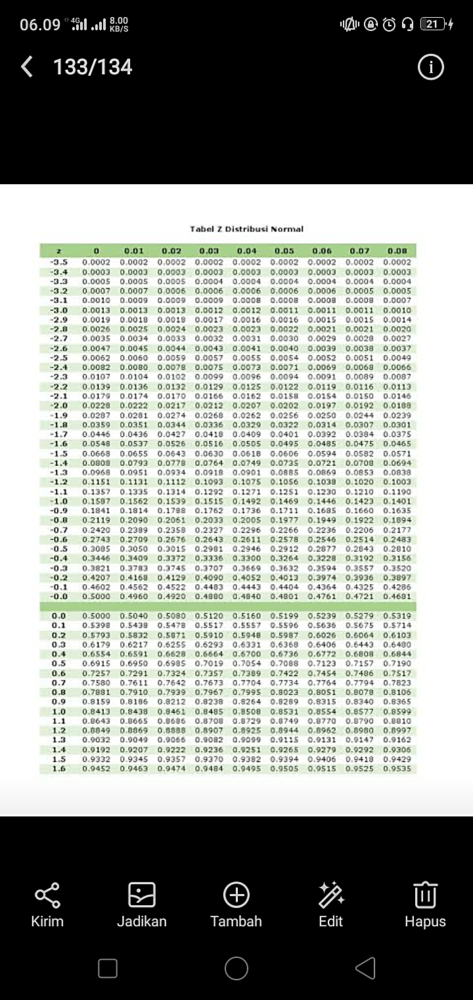 06.09 4G 8.00 KB/S 21
133/134
Tabel Z Distribusi Normal
z 0 0.01 0.02 0.03 0.04 0.05 0.06 0.07 0.08
-3.5 0.0002 0.0002 0.0002 0.0002 0.0002 0.0002 0.0002 0.0002 0.0002
-3.4 0.0003 0.0003 0.0003 0.0003 0.0003 0.0003 0.0003 0.0003 0.0003
-3.3 0.0005 0.0005 0.0005 0.0004 0.0004 0.0004 0.0004 0.0004 0.0004
-3.2 0.0007 0.0007 0.0006 0.0006 0.0006 0.0006 0.0006 0.0005 0.0005
-3.1 0.0010 0.0009 0.0009 0.0009 0.0008 0.0008 0.0008 0.0008 0.0007
-3.0 0.0013 0.0013 0.0013 0.0012 0.0012 0.0011 0.0011 0.0011 0.0010
-2.9 0.0019 0.0018 0.0018 0.0017 0.0016 0.0016 0.0015 0.0015 0.0014
-2.8 0.0026 0.0025 0.0024 0.0023 0.0023 0.0022 0.0021 0.0021 0.0020
-2.7 0.0035 0.0034 0.0033 0.0032 0.0031 0.0030 0.0029 0.0028 0.0027
-2.6 0.0047 0.0045 0.0044 0.0043 0.0041 0.0040 0.0039 0.0038 0.0037
-2.5 0.0062 0.0060 0.0059 0.0057 0.0055 0.0054 0.0052 0.0051 0.0049
-2.4 0.0082 0.0080 0.0078 0.0075 0.0073 0.0071 0.0069 0.0068 0.0066
-2.3 0.0107 0.0104 0.0102 0.0099 0.0096 0.0094 0.0091 0.0089 0.0087
-2.2 0.0139 0.0136 0.0132 0.0129 0.0125 0.0122 0.0119 0.0116 0.0113
-2.1 0.0179 0.0174 0.0170 0.0166 0.0162 0.0158 0.0154 0.0150 0.0146
-2.0 0.0228 0.0222 0.0217 0.0212 0.0207 0.0202 0.0197 0.0192 0.0188
-1.9 0.0287 0.0281 0.0274 0.0268 0.0262 0.0256 0.0250 0.0244 0.0239
-1.8 0.0359 0.0351 0.0344 0.0336 0.0329 0.0322 0.0314 0.0307 0.0301
-1.7 0.0446 0.0436 0.0427 0.0418 0.0409 0.0401 0.0392 0.0384 0.0375
-1.6 0.0548 0.0537 0.0526 0.0516 0.0505 0.0495 0.0485 0.0475 0.0465
-1.5 0.0668 0.0655 0.0643 0.0630 0.0618 0.0606 0.0594 0.0582 0.0571
-1.4 0.0808 0.0793 0.0778 0.0764 0.0749 0.0735 0.0721 0.0708 0.0694
-1.3 0.0968 0.0951 0.0934 0.0918 0.0901 0.0885 0.0869 0.0853 0.0838
-1.2 0.1151 0.1131 0.1112 0.1093 0.1075 0.1056 0.1038 0.1020 0.1003
-1.1 0.1357 0.1335 0.1314 0.1292 0.1271 0.1251 0.1230 0.1210 0.1190
-1.0 0.1587 0.1562 0.1539 0.1515 0.1492 0.1469 0.1446 0.1423 0.1401
-0.9 0.1841 0.1814 0.1788 0.1762 0.1736 0.1711 0.1685 0.1660 0.1635
-0.8 0.2119 0.2090 0.2061 0.2033 0.2005 0.1977 0.1949 0.1922 0.1894
-0.7 0.2420 0.2389 0.2358 0.2327 0.2296 0.2266 0.2236 0.2206 0.2177
-0.6 0.2743 0.2709 0.2676 0.2643 0.2611 0.2578 0.2546 0.2514 0.2483
-0.5 0.3085 0.3050 0.3015 0.2981 0.2946 0.2912 0.2877 0.2843 0.2810
-0.4 0.3446 0.3409 0.3372 0.3336 0.3300 0.3264 0.3228 0.3192 0.3156
-0.3 0.3821 0.3783 0.3745 0.3707 0.3669 0.3632 0.3594 0.3557 0.3520
-0.2 0.4207 0.4168 0.4129 0.4090 0.4052 0.4013 0.3974 0.3936 0.3897
-0.1 0.4602 0.4562 0.4522 0.4483 0.4443 0.4404 0.4364 0.4325 0.4286
-0.0 0.5000 0.4960 0.4920 0.4880 0.4840 0.4801 0.4761 0.4721 0.4681
0.0 0.5000 0.5040 0.5080 0.5120 0.5160 0.5199 0.5239 0.5279 0.5319
0.1 0.5398 0.5438 0.5478 0.5517 0.5557 0.5596 0.5636 0.5675 0.5714
0.2 0.5793 0.5832 0.5871 0.5910 0.5948 0.5987 0.6026 0.6064 0.6103
0.3 0.6179 0.6217 0.6255 0.6293 0.6331 0.6368 0.6406 0.6443 0.6480
0.4 0.6554 0.6591 0.6628 0.6664 0.6700 0.6736 0.6772 0.6808 0.6844
0.5 0.6915 0.6950 0.6985 0.7019 0.7054 0.7088 0.7123 0.7157 0.7190
0.6 0.7257 0.7291 0.7324 0.7357 0.7389 0.7422 0.7454 0.7486 0.7517
0.7 0.7580 0.7611 0.7642 0.7673 0.7704 0.7734 0.7764 0.7794 0.7823
0.8 0.7881 0.7910 0.7939 0.7967 0.7995 0.8023 0.8051 0.8078 0.8106
0.9 0.8159 0.8186 0.8212 0.8238 0.8264 0.8289 0.8315 0.8340 0.8365
1.0 0.8413 0.8438 0.8461 0.8485 0.8508 0.8531 0.8554 0.8577 0.8599
1.1 0.8643 0.8665 0.8686 0.8708 0.8729 0.8749 0.8770 0.8790 0.8810
1.2 0.8849 0.8869 0.8888 0.8907 0.8925 0.8944 0.8962 0.8980 0.8997
1.3 0.9032 0.9049 0.9066 0.9082 0.9099 0.9115 0.9131 0.9147 0.9162
1.4 0.9192 0.9207 0.9222 0.9236 0.9251 0.9265 0.9279 0.9292 0.9306
1.5 0.9332 0.9345 0.9357 0.9370 0.9382 0.9394 0.9406 0.9418 0.9429
1.6 0.9452 0.9463 0.9474 0.9484 0.9495 0.9505 0.9515 0.9525 0.9535
Kirim Jadikan Tambah Edit Hapus